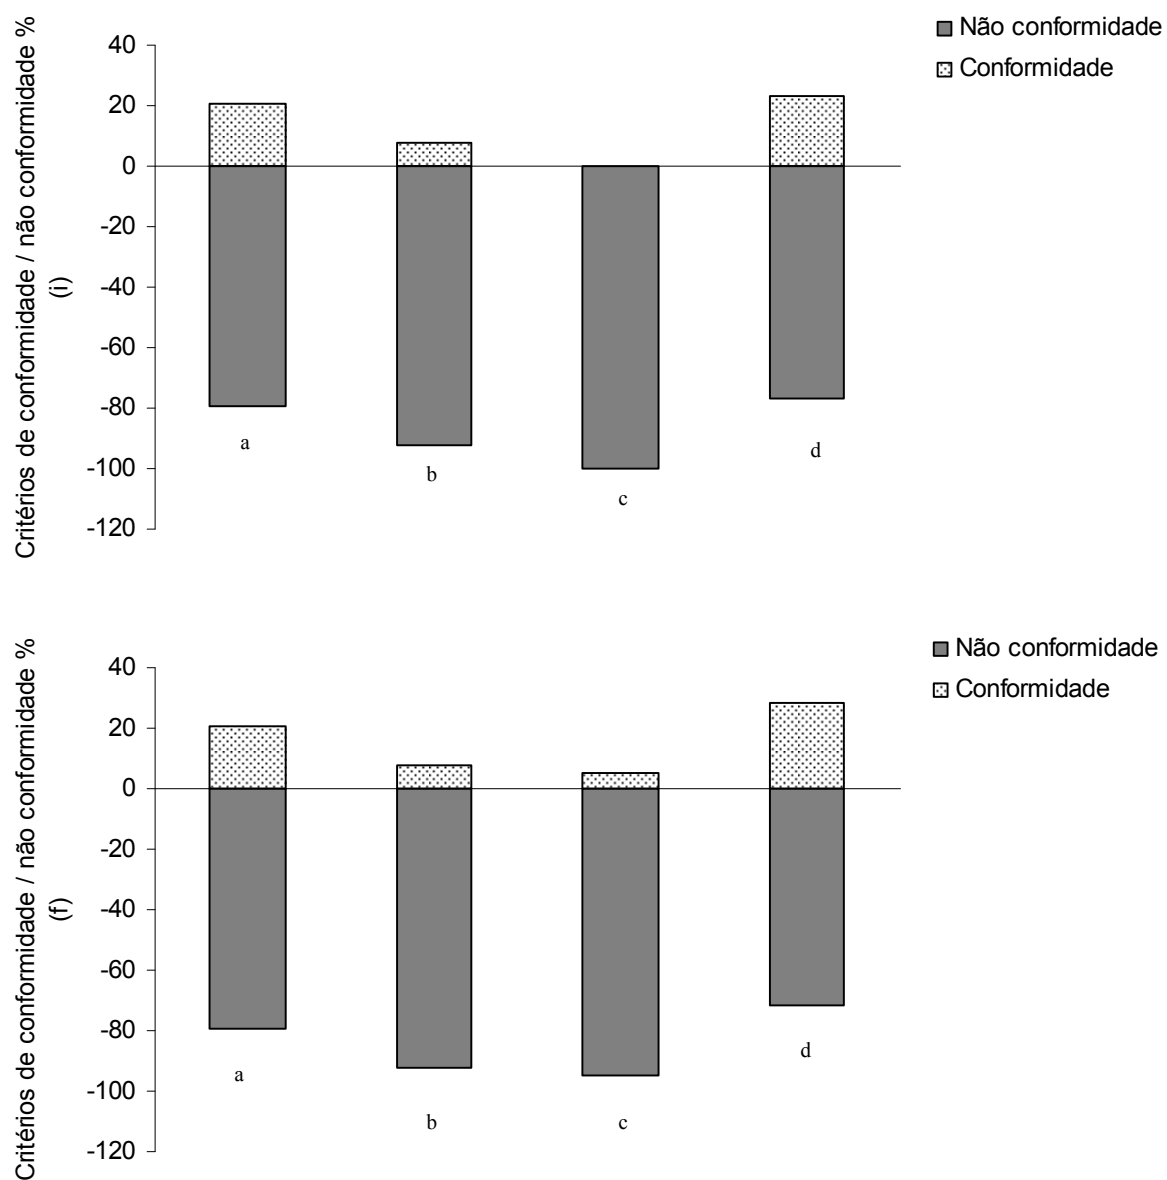 Critérios de conformidade / não conformidade %
(i)
40
20
0
-20
-40
-60
-80
-100
-120
a
b
c
d
Não conformidade
Conformidade
Critérios de conformidade / não conformidade %
(f)
40
20
0
-20
-40
-60
-80
-100
-120
a
b
c
d
Não conformidade
Conformidade